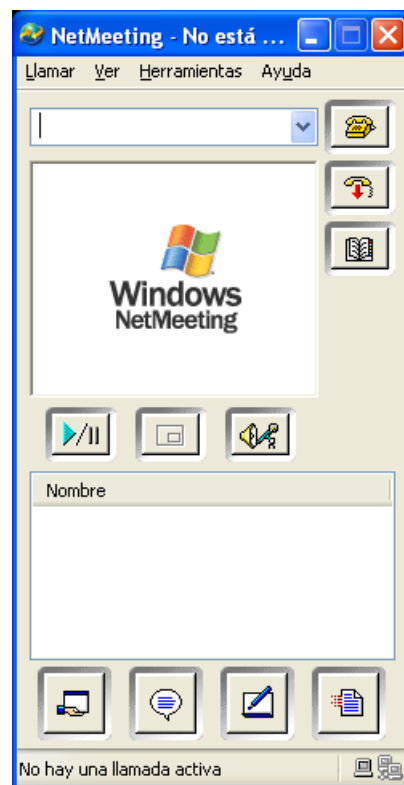 NetMeeting - No está ...
Llamar Ver Herramientas Ayuda
Windows
NetMeeting
Nombre
No hay una llamada activa